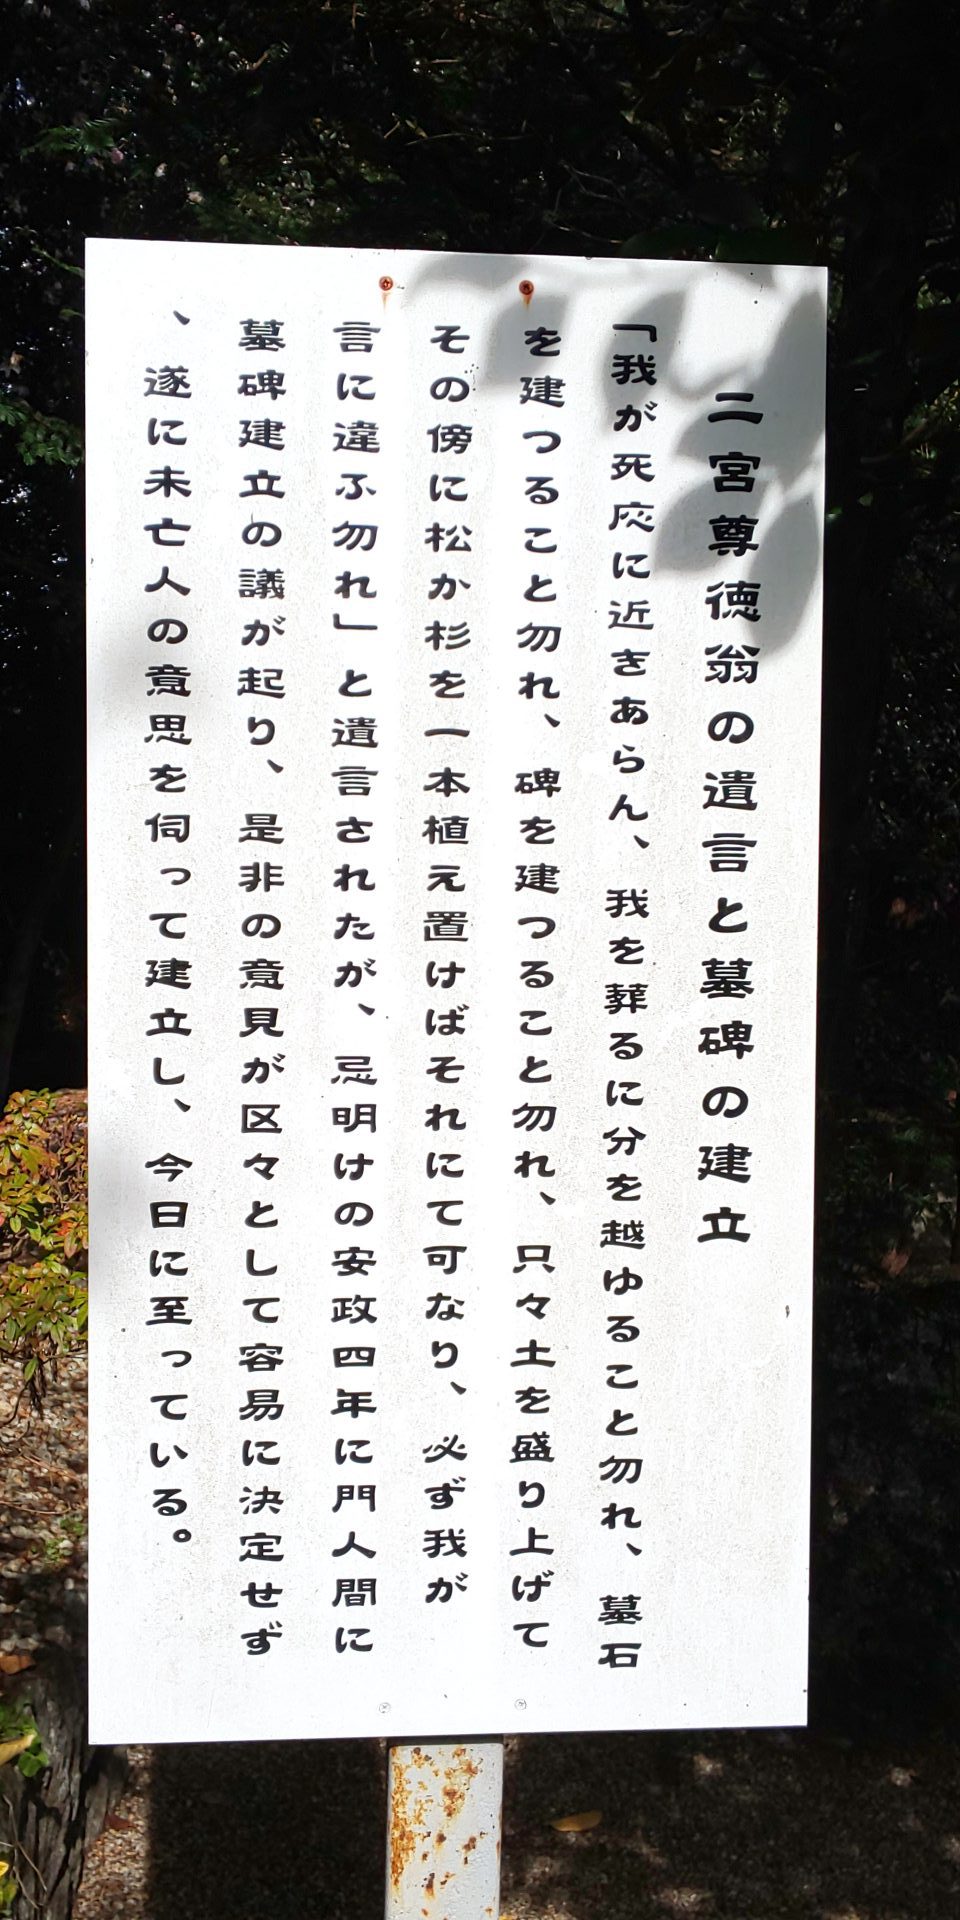 二宮尊徳翁の遺言と墓碑の建立
「我が死応に近きあらん、我を葬るに分を越ゆること勿れ、墓石
を建つること勿れ、碑を建つること勿れ、只々土を盛り上げて
その傍に松か杉を一本植え置けばそれにて可なり、必ず我が
言に違ふ勿れ」と遺言されたが、忌明けの安政四年に門人間に
墓碑建立の議が起り、是非の意見が区々として容易に決定せず
、遂に未亡人の意思を伺って建立し、今日に至っている。